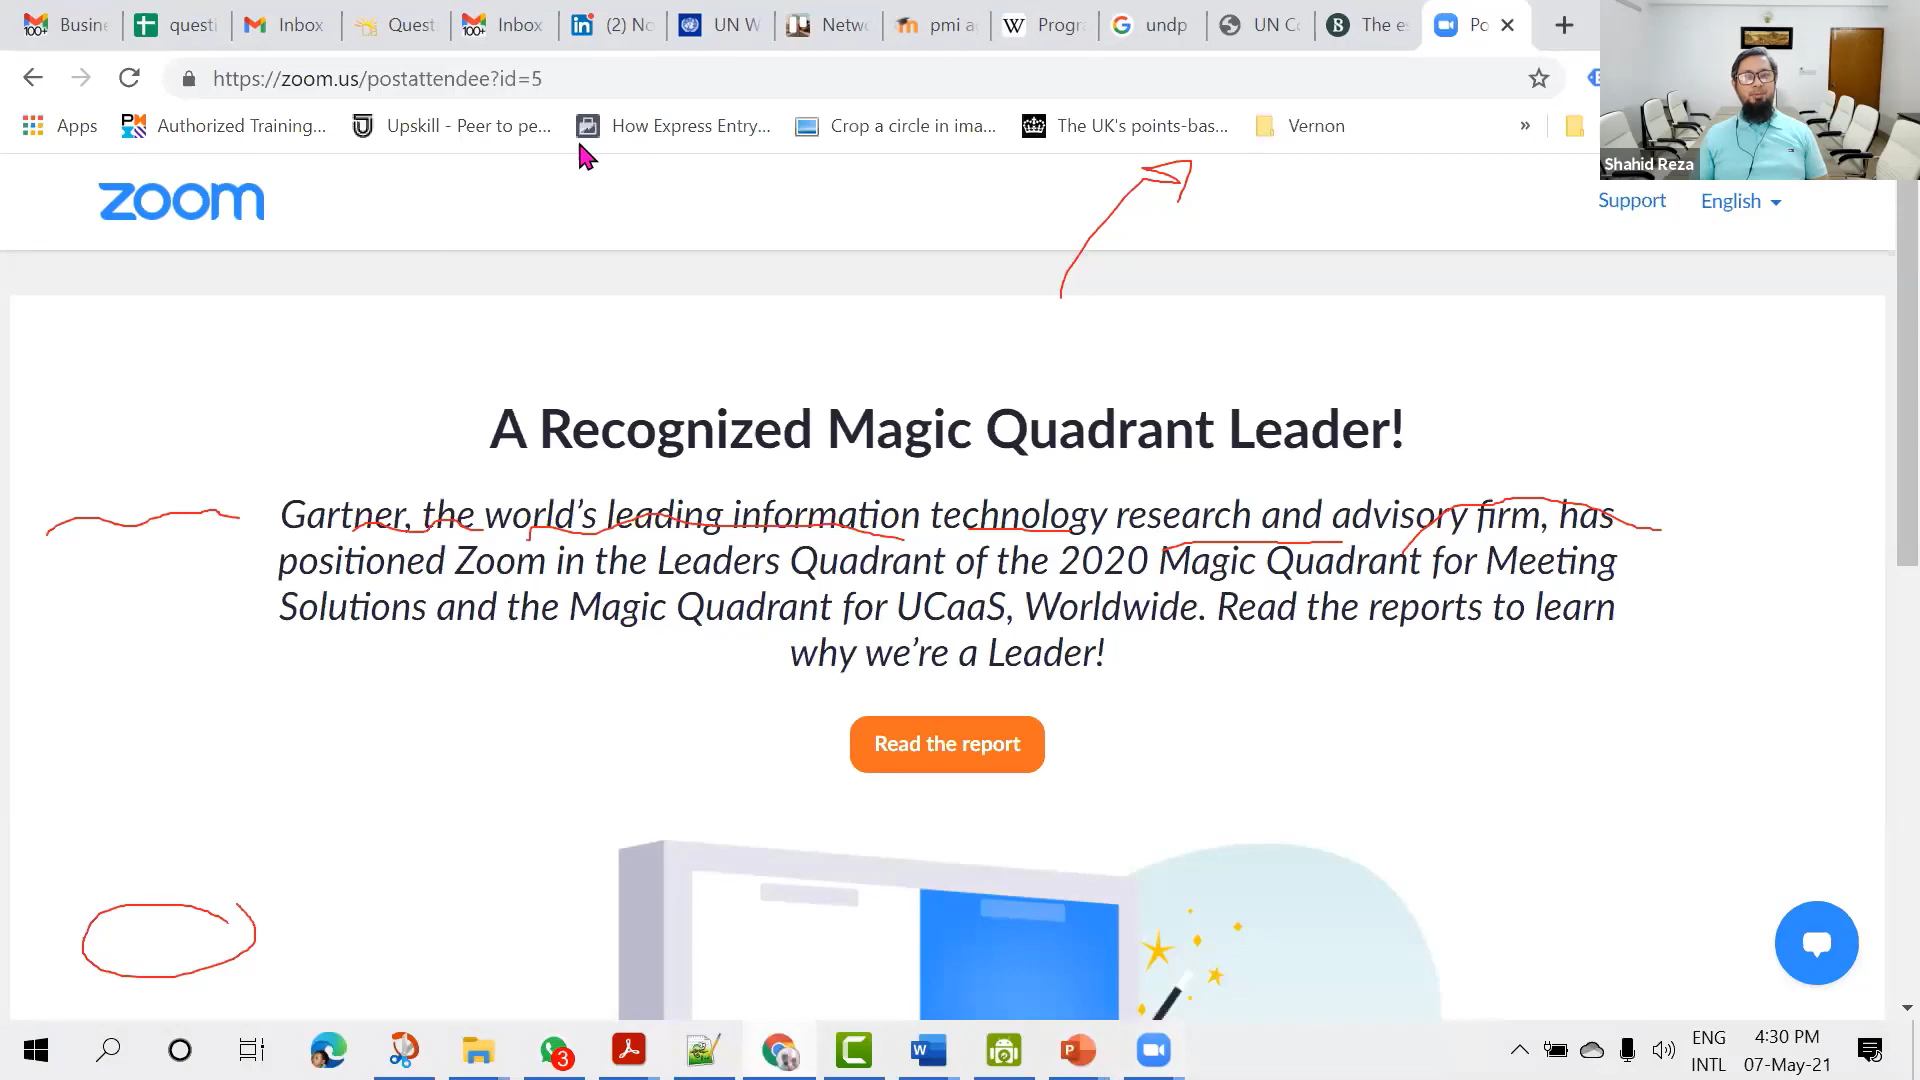 Busine
questi
Inbox
Quest
Inbox
(2) No
UN W
Netwo
pmi a
Progr
undp
UN Co
The e
Po
https://zoom.us/postattendee?id=5
Apps
Authorized Training...
Upskill - Peer to pe...
How Express Entry...
Crop a circle in ima...
The UK's points-bas...
Vernon
»
Shahid Reza
zoom
Support
English
A Recognized Magic Quadrant Leader!
Gartner, the world's leading information technology research and advisory firm, has
positioned Zoom in the Leaders Quadrant of the 2020 Magic Quadrant for Meeting
Solutions and the Magic Quadrant for UCaaS, Worldwide. Read the reports to learn
why we're a Leader!
Read the report
3
ENG
INTL
4:30 PM
07-May-21